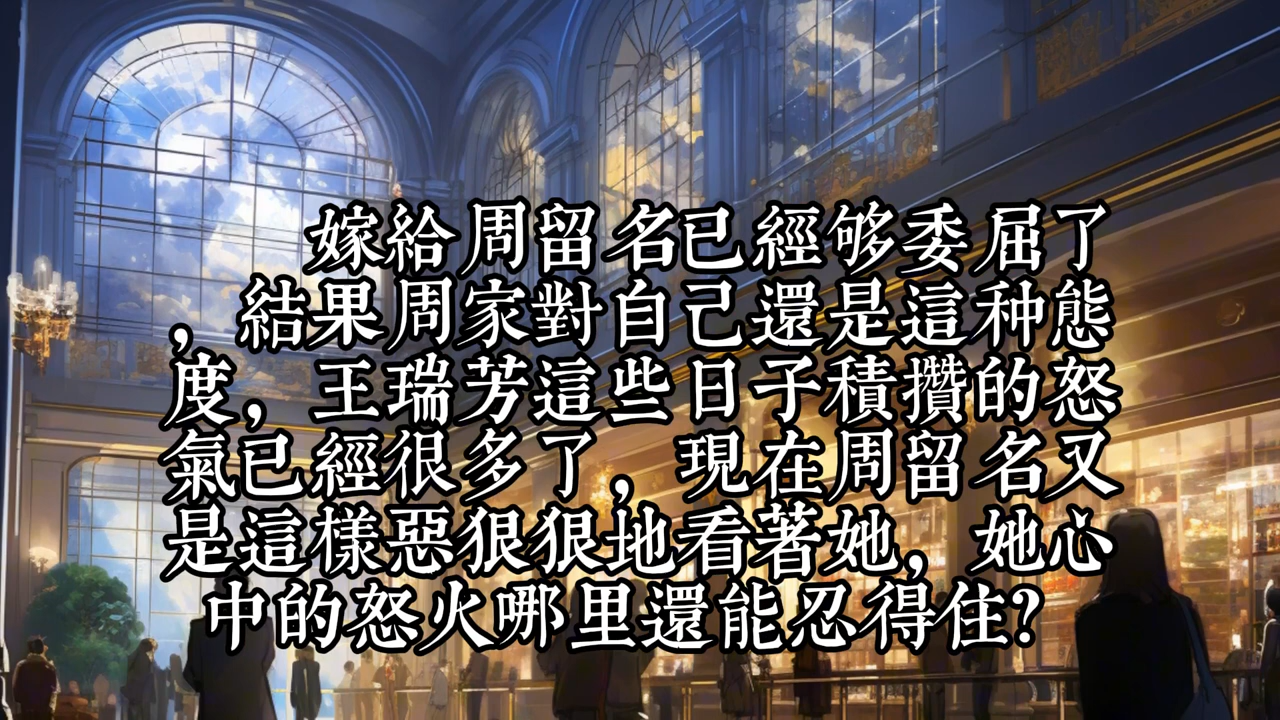 嫁給周留名已經够委屈了
，結果周家對自己還是這种態
度，王瑞芳這些日子積攢的怒
氣已經很多了，現在周留名又
是這樣惡狠狠地看著她，她心
中的怒火哪里還能忍得住？